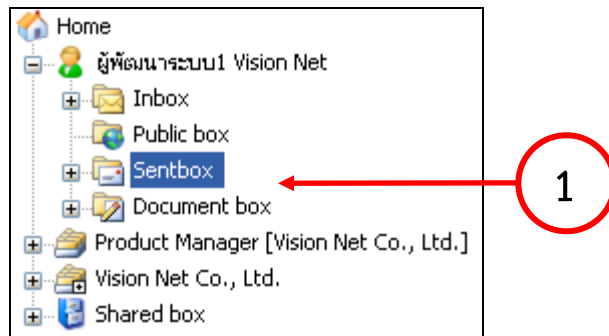 Home
ผู้พัฒนาระบบ1 Vision Net
Inbox
Public box
Sentbox
1
Document box
Product Manager [Vision Net Co., Ltd.]
Vision Net Co., Ltd.
Shared box